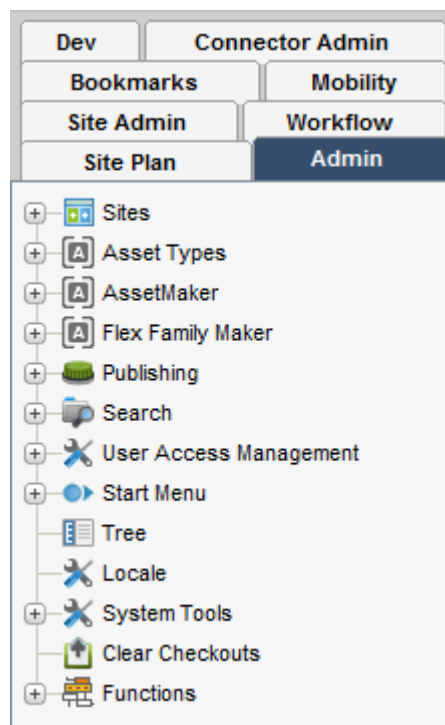 Dev Connector Admin
Bookmarks Mobility
Site Admin Workflow
Site Plan Admin
Sites
Asset Types
AssetMaker
Flex Family Maker
Publishing
Search
User Access Management
Start Menu
Tree
Locale
System Tools
Clear Checkouts
Functions